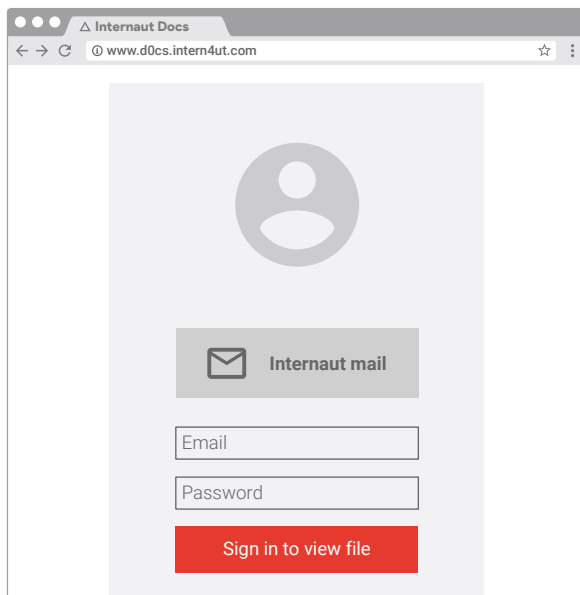 Internaut Docs
www.d0cs.intern4ut.com
Internaut mail
Email
Password
Sign in to view file